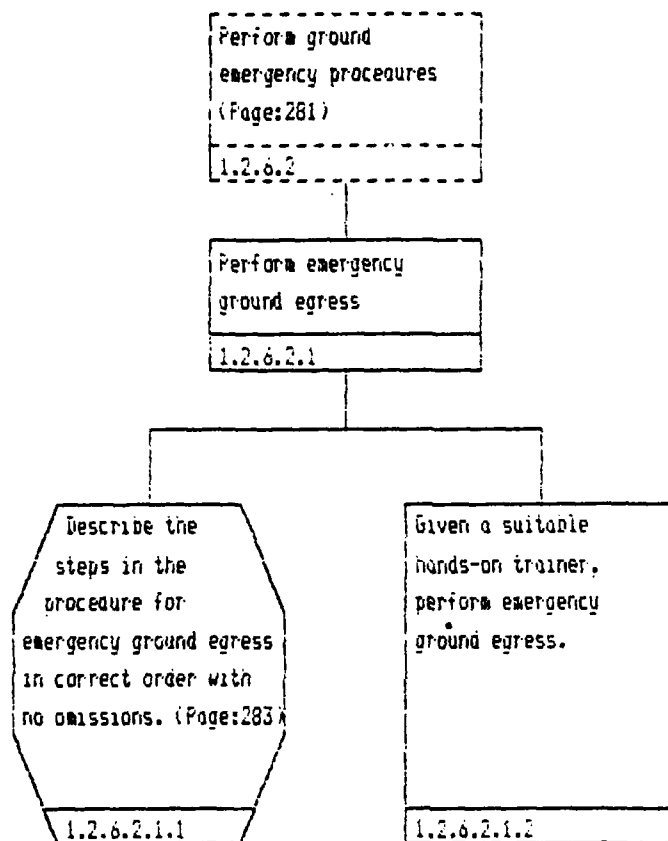 Perform ground
emergency procedures
(Page:281)
1.2.6.2
Perform emergency
ground egress
1.2.6.2.1
Describe the
steps in the
procedure for
emergency ground egress
in correct order with
no omissions. (Page:283)
1.2.6.2.1.1
Given a suitable
hands-on trainer,
perform emergency
ground egress.
1.2.6.2.1.2